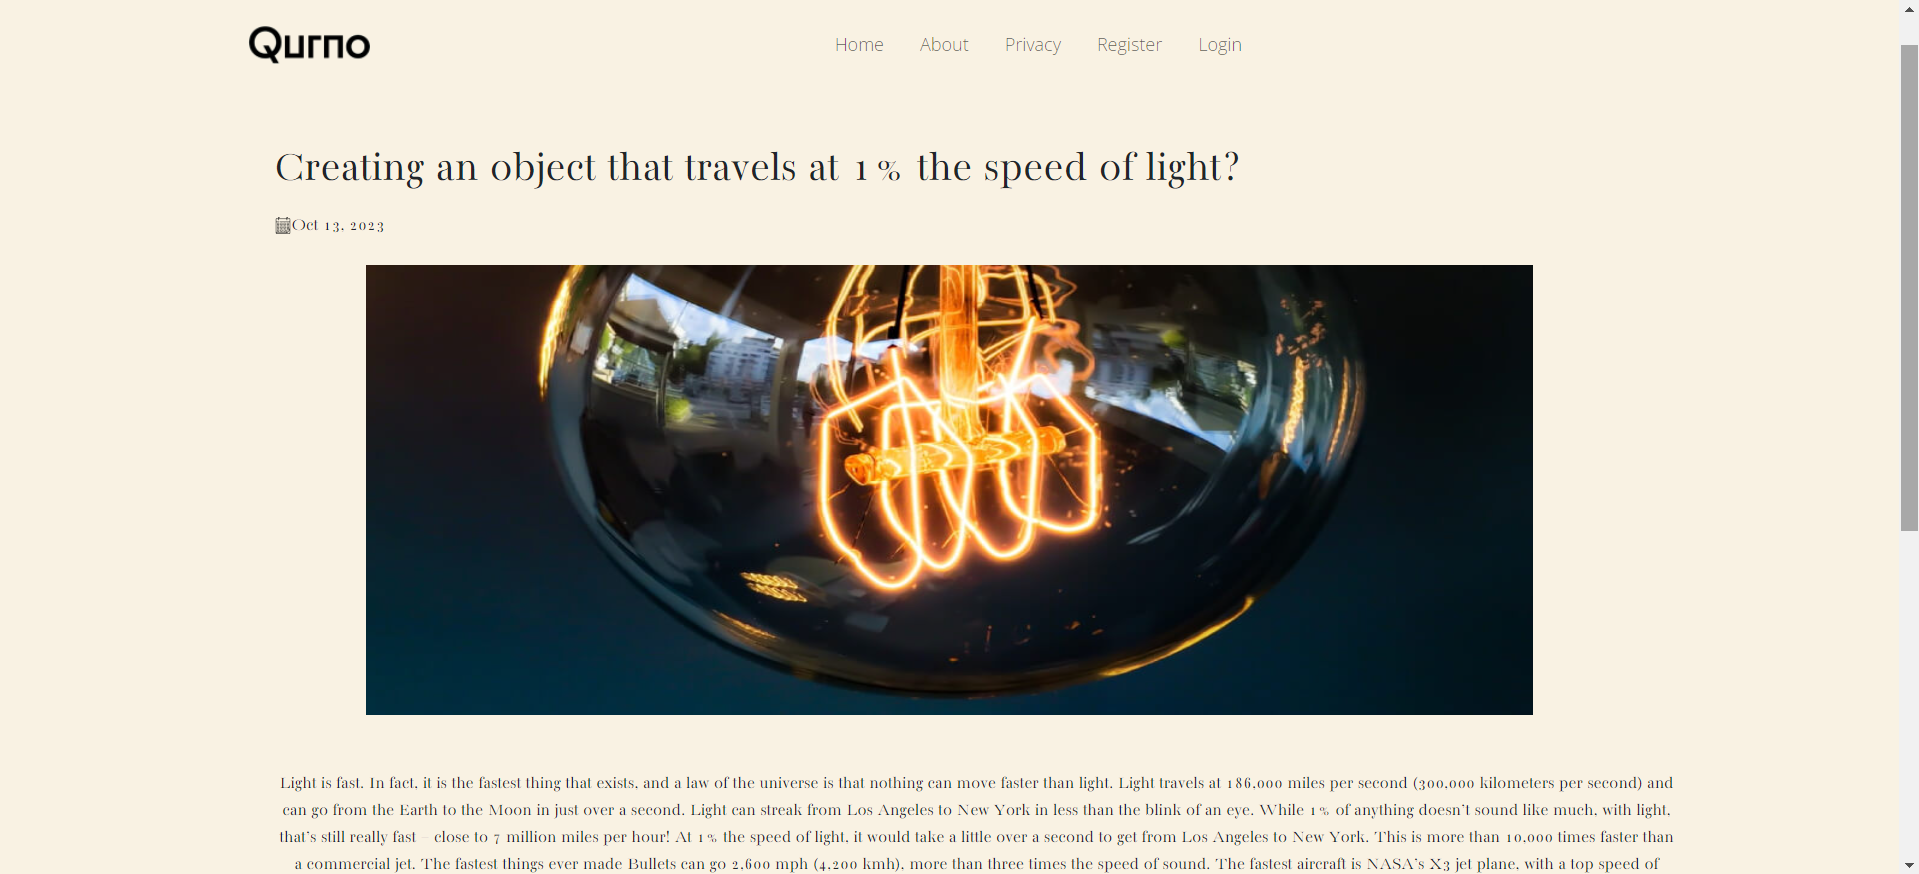 Qurno
Home About Privacy Register Login
Creating an object that travels at 1% the speed of light?
Oct 13, 2023
Light is fast. In fact, it is the fastest thing that exists, and a law of the universe is that nothing can move faster than light. Light travels at 186,000 miles per second (300,000 kilometers per second) and
can go from the Earth to the Moon in just over a second. Light can streak from Los Angeles to New York in less than the blink of an eye. While 1% of anything doesn't sound like much, with light,
that's still really fast – close to 7 million miles per hour! At 1% the speed of light, it would take a little over a second to get from Los Angeles to New York. This is more than 10,000 times faster than
a commercial jet. The fastest things ever made Bullets can go 2,600 mph (4,200 kmh), more than three times the speed of sound. The fastest aircraft is NASA's X3 jet plane, with a top speed of